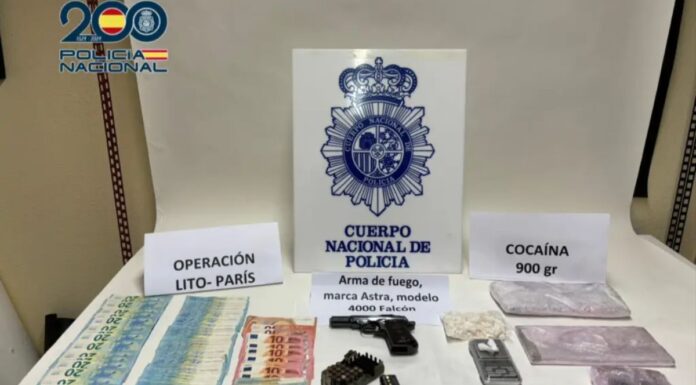 200
POLICIA
NACIONAL
CUERPO NACIONAL DE
POLICIA
CUERPO
NACIONAL DE
POLICIA
OPERACIÓN
LITO- PARÍS
Arma de fuego,
marca Astra, modelo
4000 Falcón
COCAÍNA
900 gr